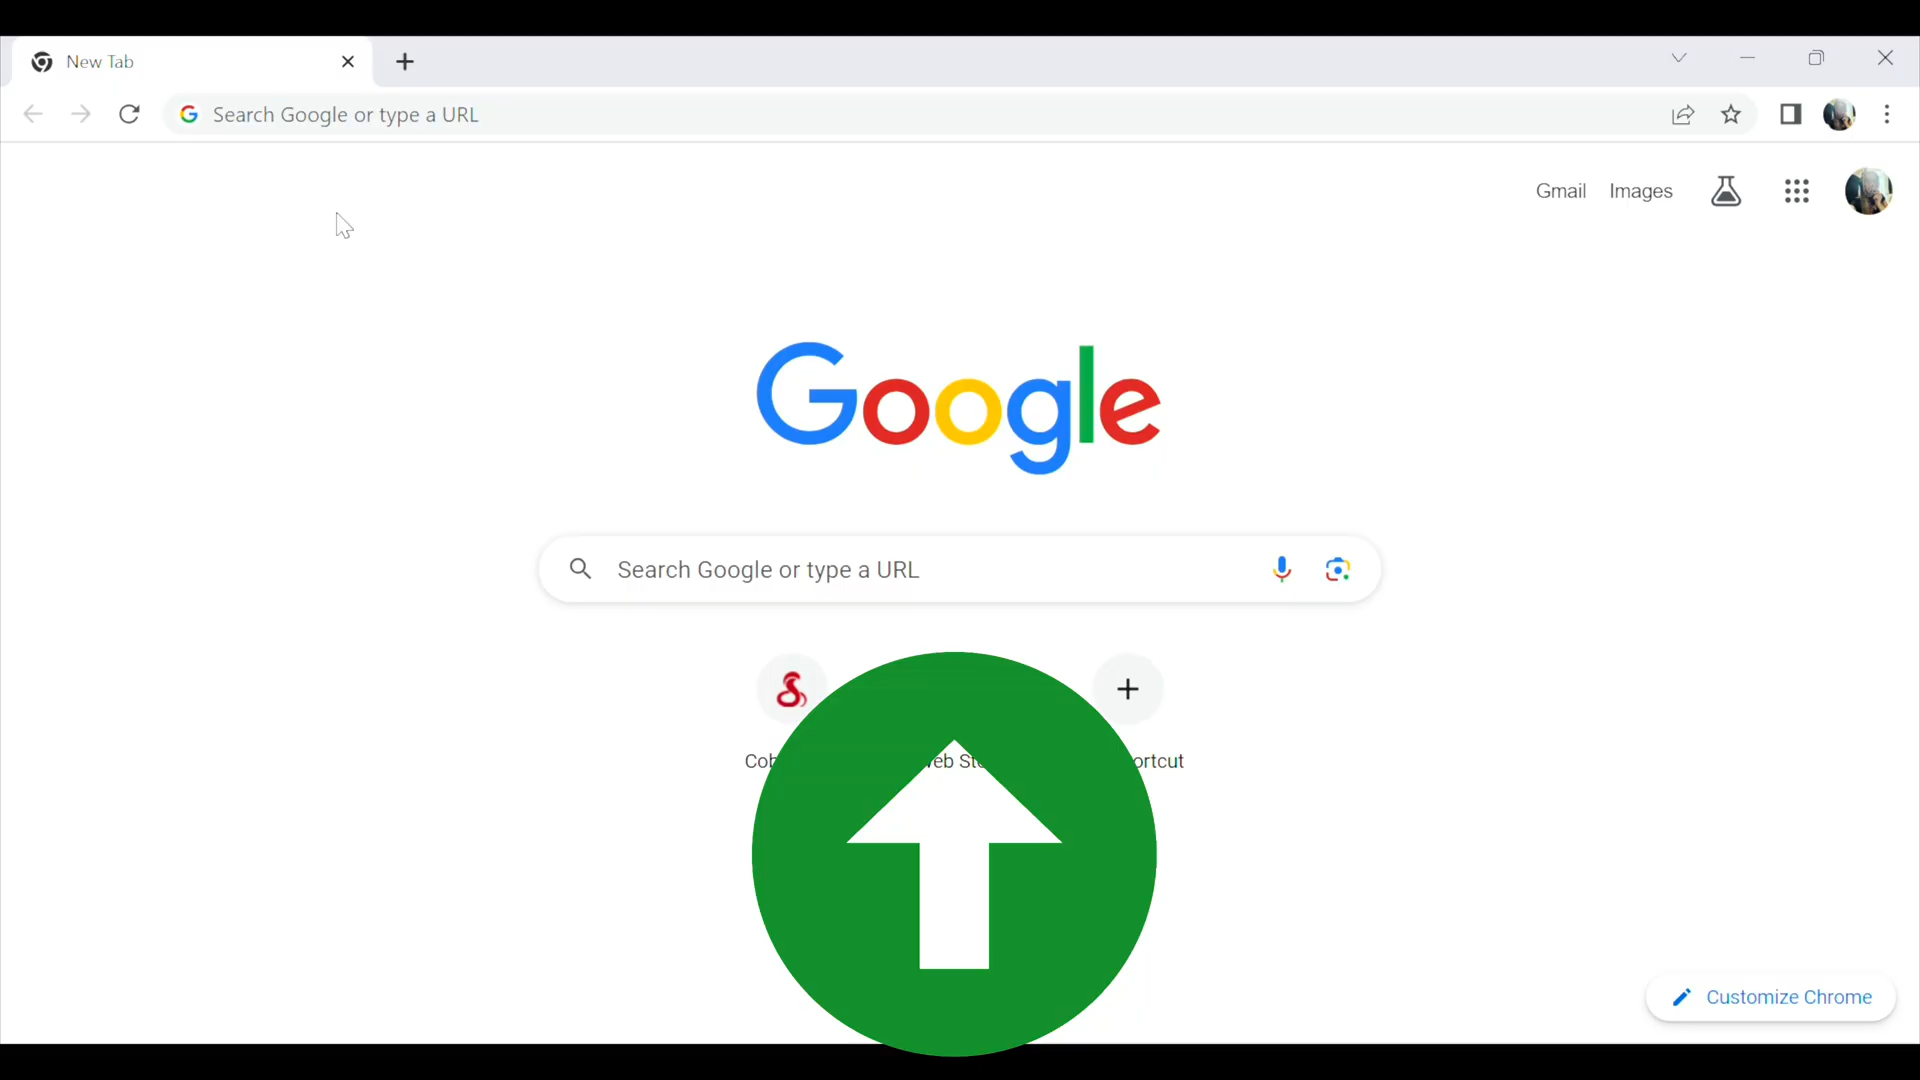 New Tab
Search Google or type a URL
Gmail Images
Google
Search Google or type a URL
Customize Chrome